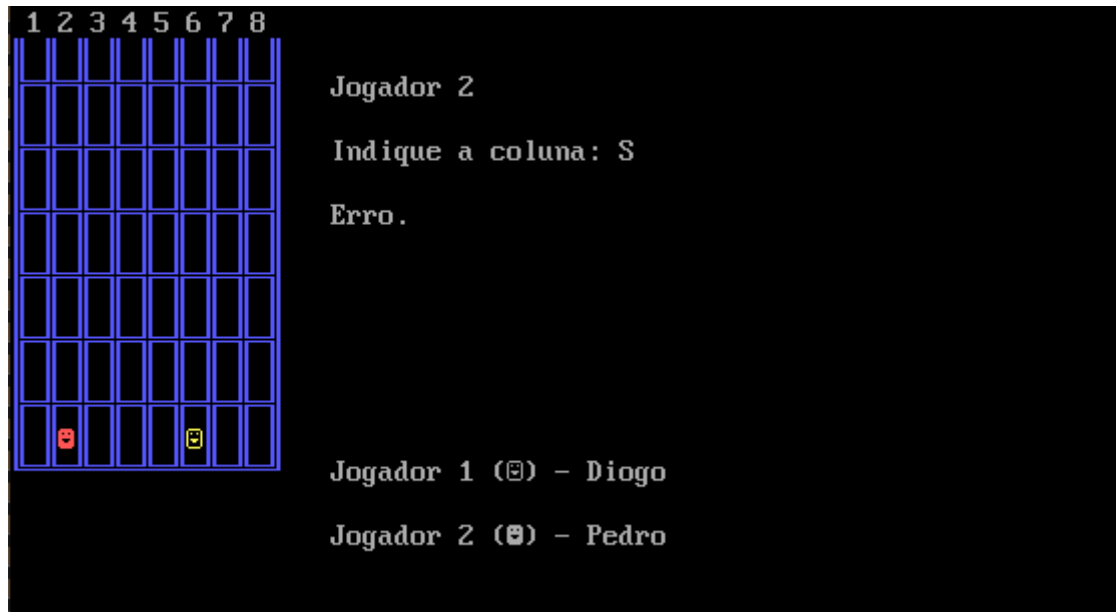 1 2 3 4 5 6 7 8
Jogador 2
Indique a coluna: S
Erro.
Jogador 1 (☺) - Diogo
Jogador 2 (☻) - Pedro